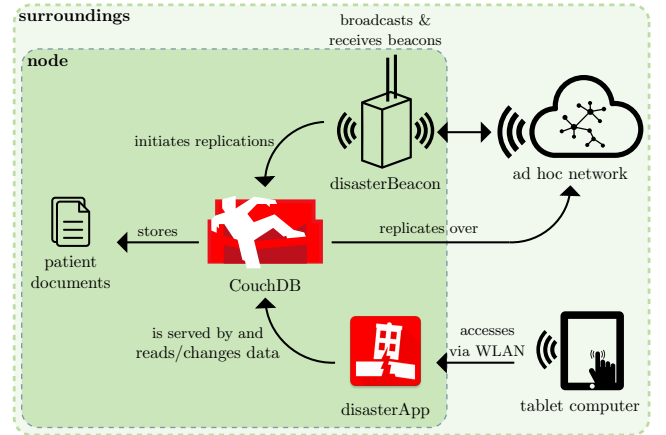 surroundings
broadcasts &
receives beacons
node
initiates replications
disasterBeacon
ad hoc network
stores
replicates over
patient
documents
CouchDB
is served by and
reads/changes data
accesses
via WLAN
disasterApp
tablet computer